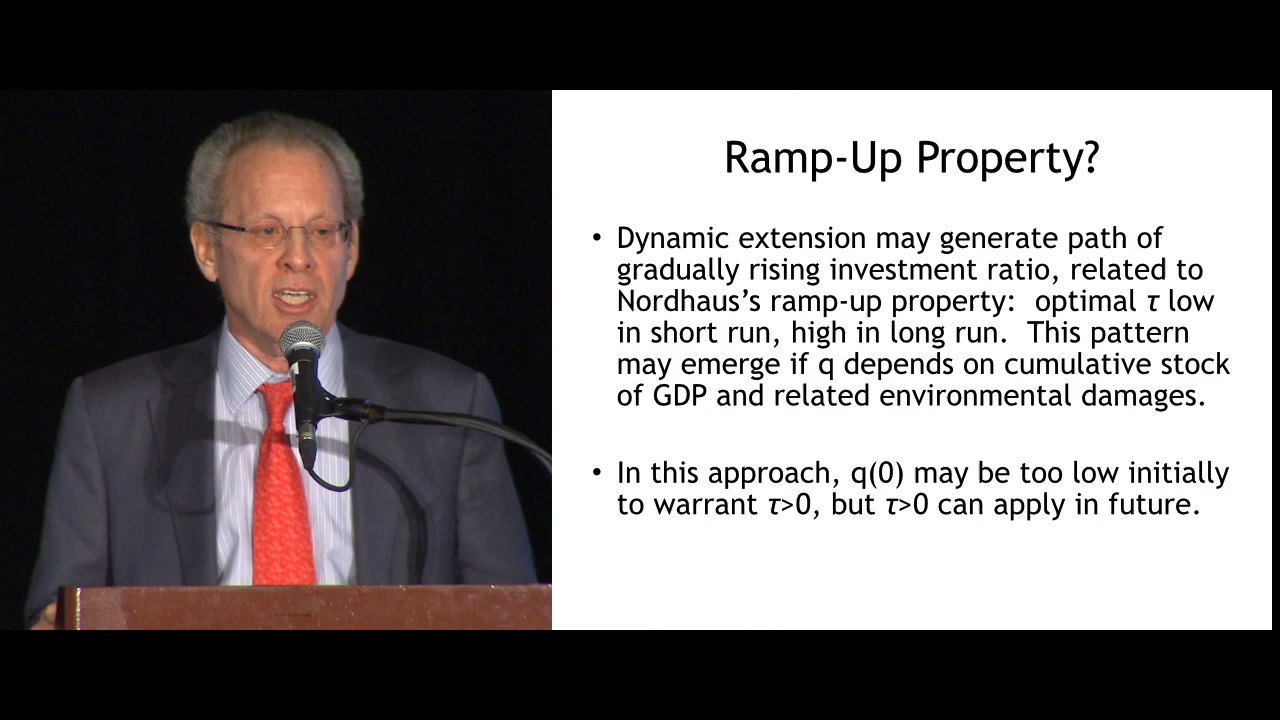 Ramp-Up Property?
• Dynamic extension may generate path of
gradually rising investment ratio, related to
Nordhaus’s ramp-up property:  optimal τ low
in short run, high in long run.  This pattern
may emerge if q depends on cumulative stock
of GDP and related environmental damages.
• In this approach, q(0) may be too low initially
to warrant τ>0, but τ>0 can apply in future.